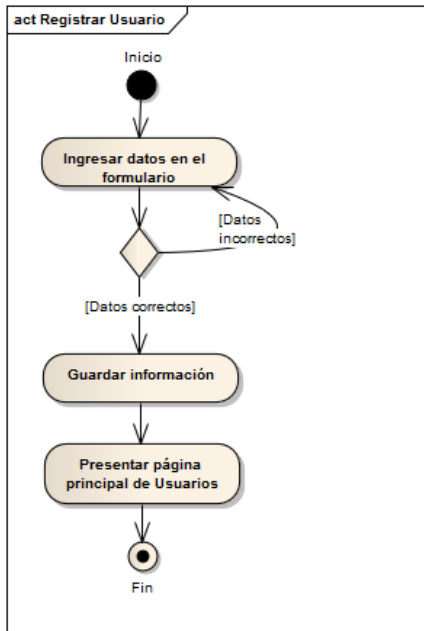 act Registrar Usuario
Inicio
Ingresar datos en el
formulario
[Datos
incorrectos]
[Datos correctos]
Guardar información
Presentar página
principal de Usuarios
Fin